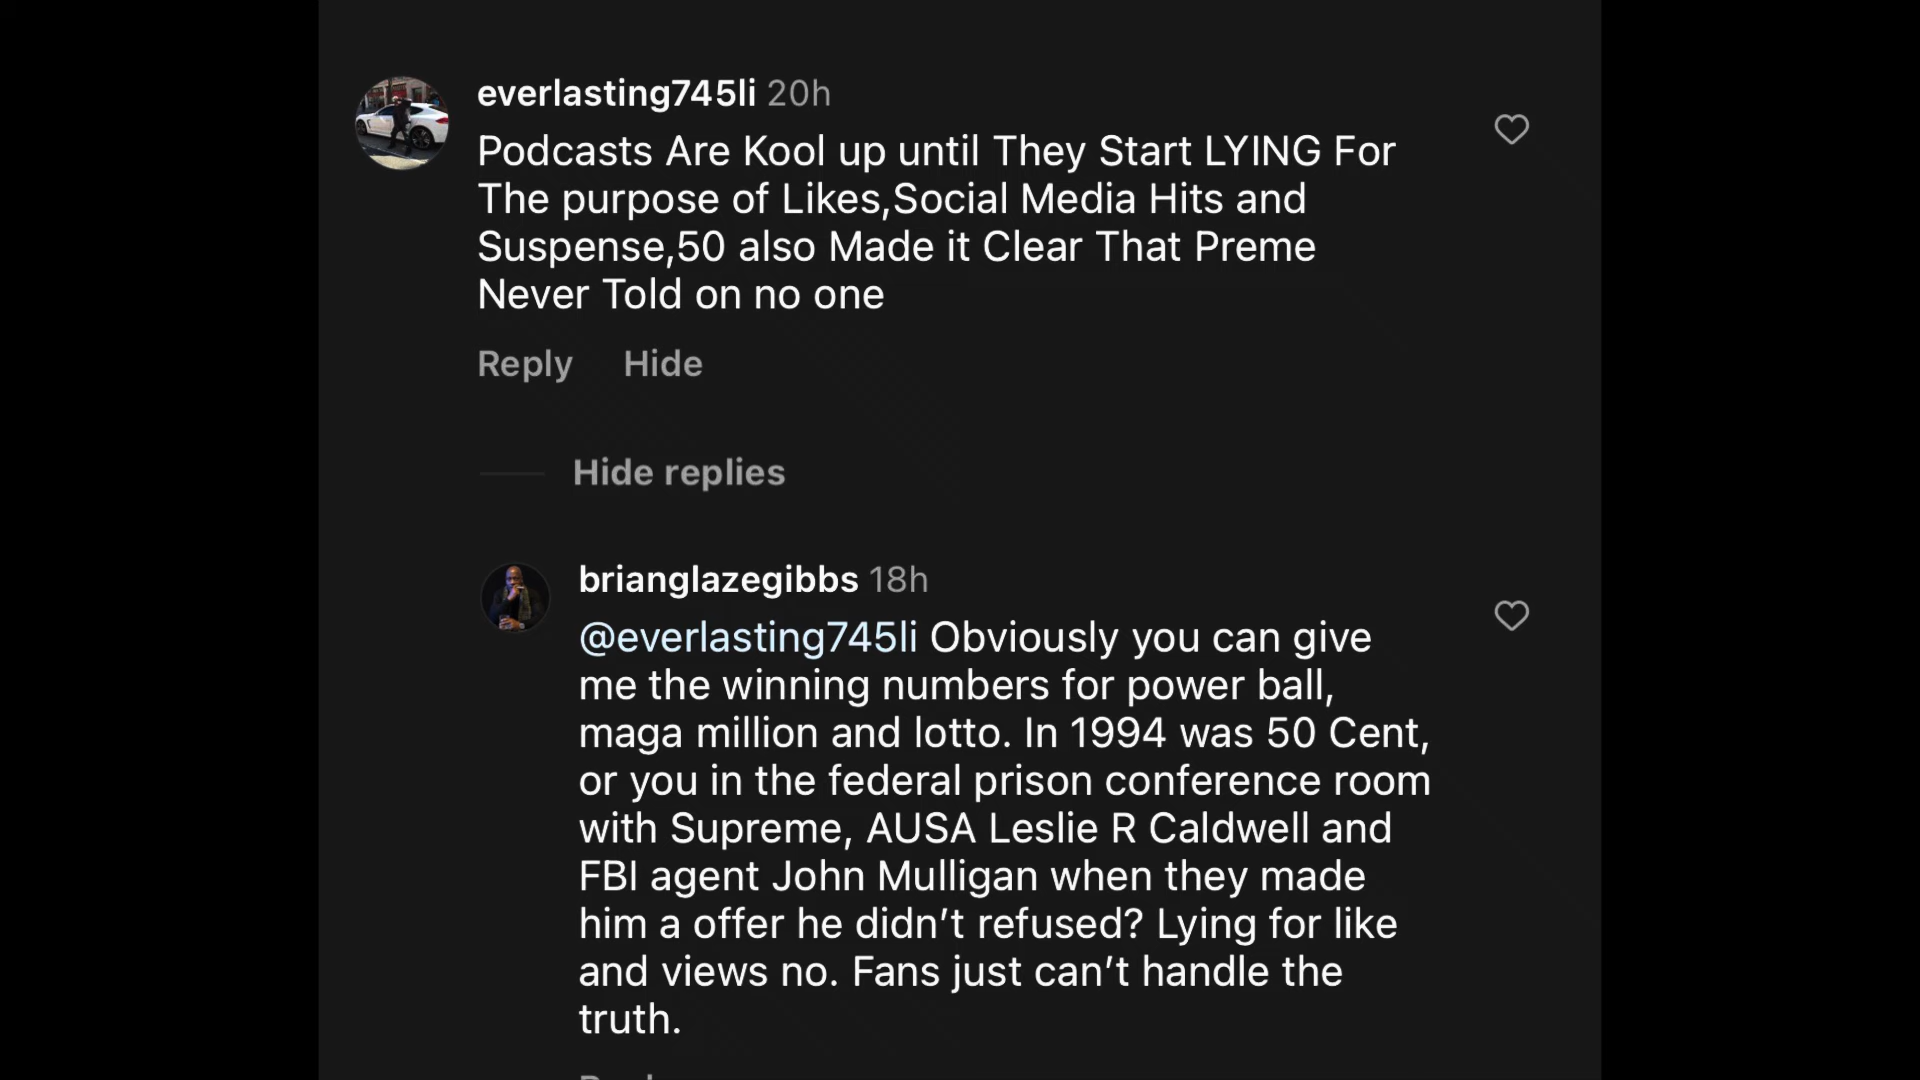 everlasting745li 20h
Podcasts Are Kool up until They Start LYING For
The purpose of Likes,Social Media Hits and
Suspense,50 also Made it Clear That Preme
Never Told on no one
Reply Hide
Hide replies
brianglazegibbs 18h
@everlasting745li Obviously you can give
me the winning numbers for power ball,
maga million and lotto. In 1994 was 50 Cent,
or you in the federal prison conference room
with Supreme, AUSA Leslie R Caldwell and
FBI agent John Mulligan when they made
him a offer he didn’t refused? Lying for like
and views no. Fans just can’t handle the
truth.